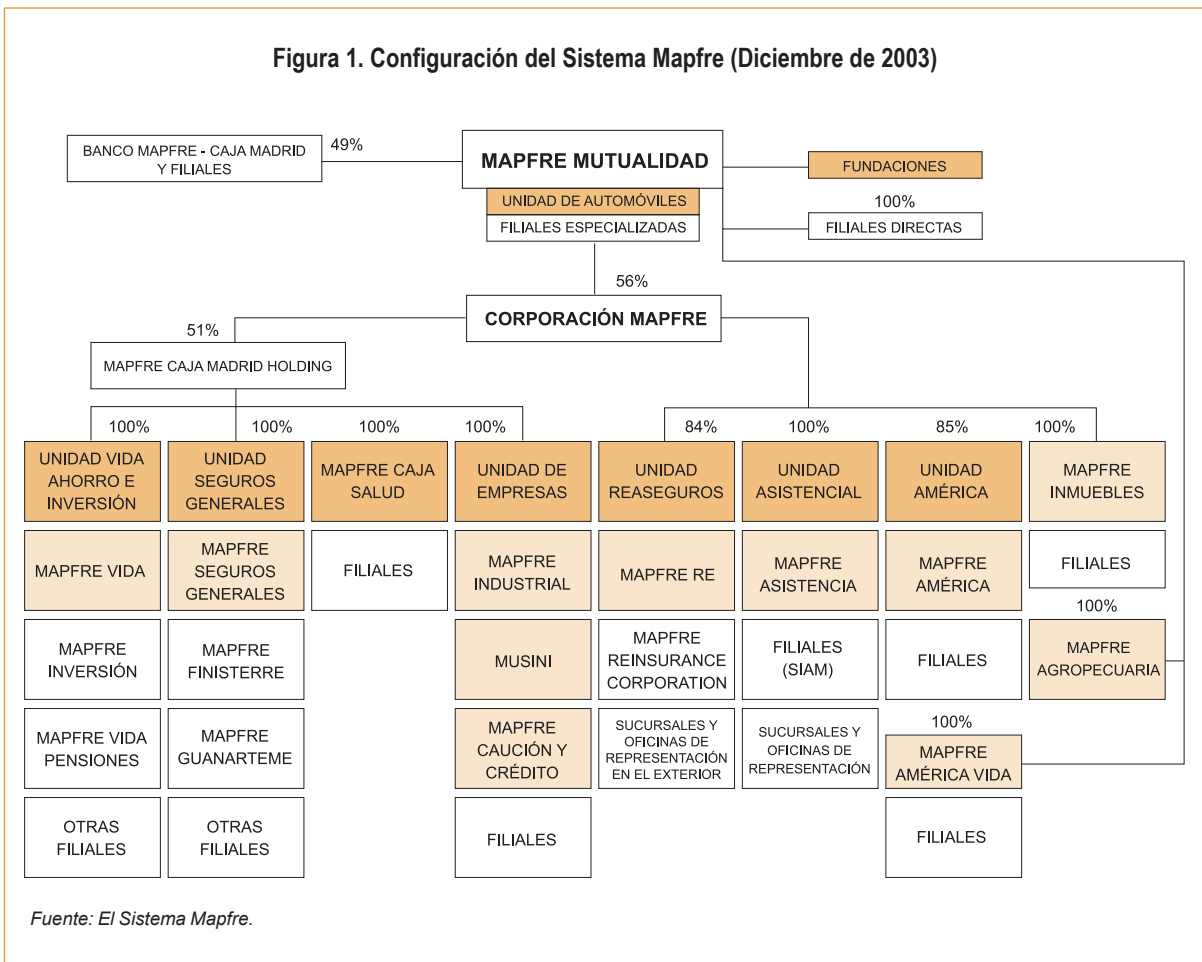 Figura 1. Configuración del Sistema Mapfre (Diciembre de 2003)
BANCO MAPFRE - CAJA MADRID
Y FILIALES
49%
MAPFRE MUTUALIDAD
UNIDAD DE AUTOMÓVILES
FILIALES ESPECIALIZADAS
FUNDACIONES
100%
FILIALES DIRECTAS
56%
CORPORACIÓN MAPFRE
51%
MAPFRE CAJA MADRID HOLDING
100%
UNIDAD VIDA
AHORRO E
INVERSIÓN
MAPFRE VIDA
MAPFRE
INVERSIÓN
MAPFRE VIDA
PENSIONES
OTRAS
FILIALES
100%
UNIDAD
SEGUROS
GENERALES
MAPFRE
SEGUROS
GENERALES
MAPFRE
FINISTERRE
MAPFRE
GUANARTEME
OTRAS
FILIALES
100%
MAPFRE CAJA
SALUD
FILIALES
100%
UNIDAD DE
EMPRESAS
MAPFRE
INDUSTRIAL
MUSINI
MAPFRE
CAUCIÓN Y
CRÉDITO
FILIALES
84%
UNIDAD
REASEGUROS
MAPFRE RE
MAPFRE
REINSURANCE
CORPORATION
SUCURSALES Y
OFICINAS DE
REPRESENTACIÓN
EN EL EXTERIOR
100%
UNIDAD
ASISTENCIAL
MAPFRE
ASISTENCIA
FILIALES
(SIAM)
SUCURSALES Y
OFICINAS DE
REPRESENTACIÓN
85%
UNIDAD
AMÉRICA
MAPFRE
AMÉRICA
FILIALES
100%
MAPFRE
AMÉRICA VIDA
FILIALES
100%
MAPFRE
INMUEBLES
FILIALES
100%
MAPFRE
AGROPECUARIA
Fuente: El Sistema Mapfre.